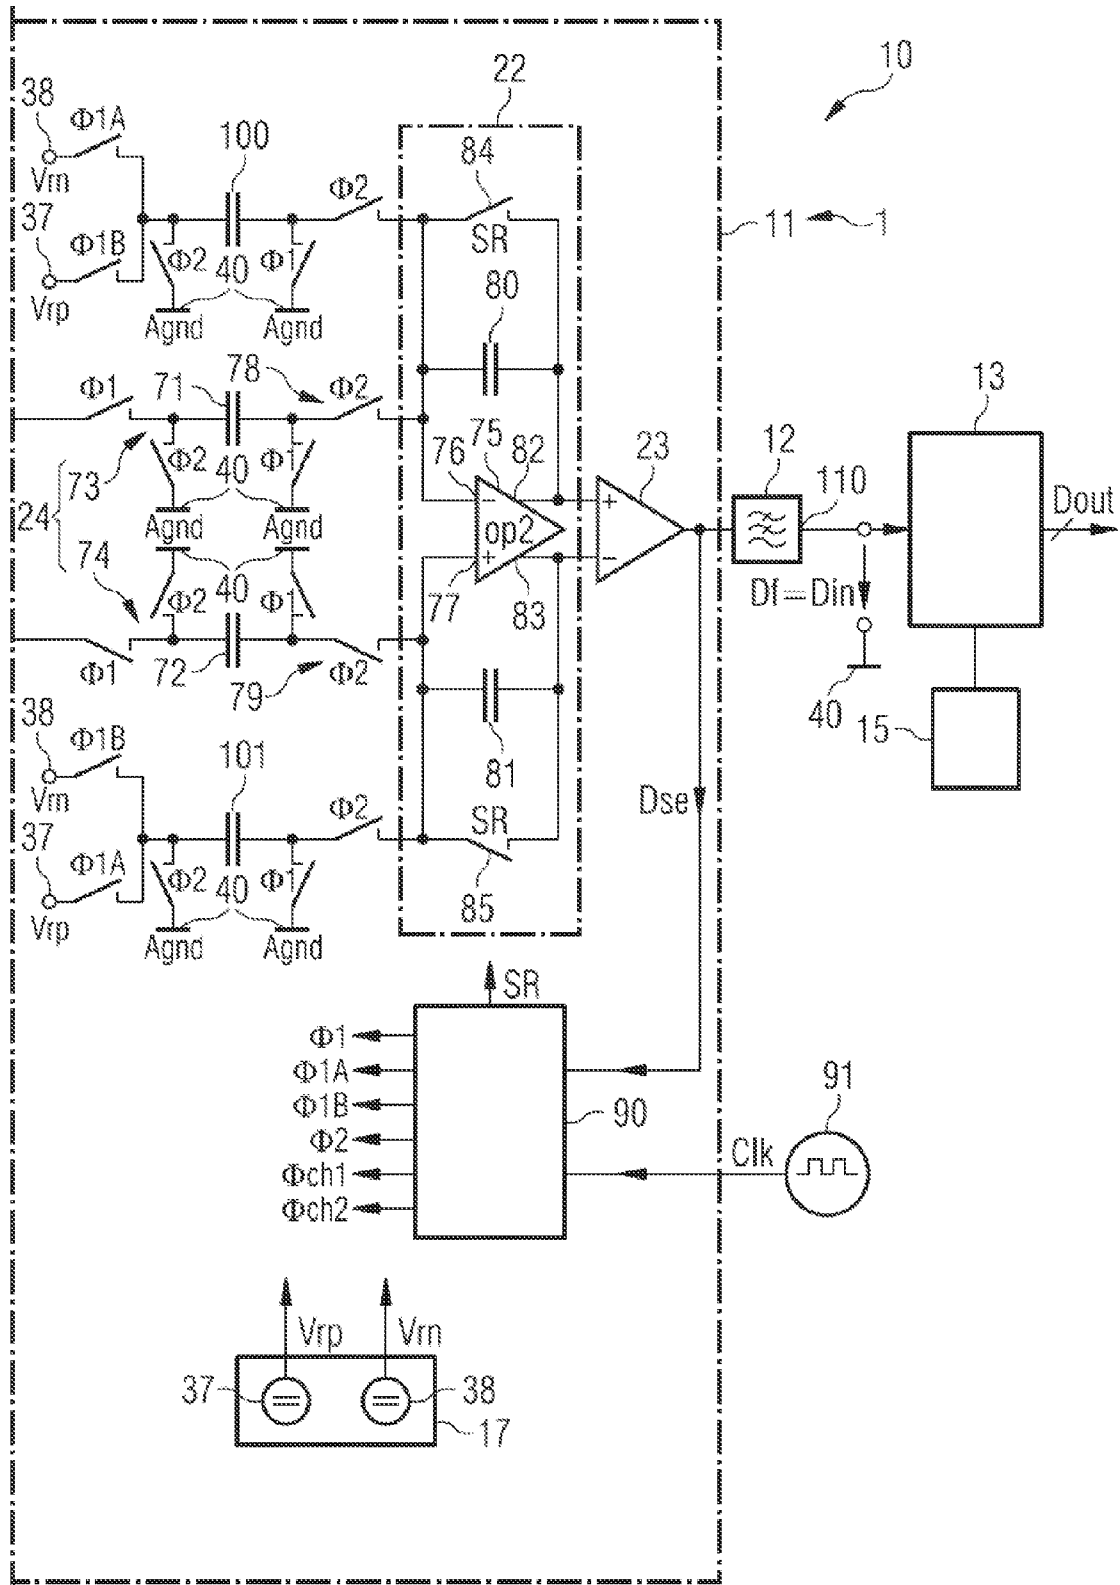 10
22
38
Φ1A
100
84
Vrn
Φ2
37
Φ1B
SR
11
1
Φ2
40
Φ1
80
Vrp
Agnd
Agnd
78
13
Φ1
71
Φ2
12
110
75
76
82
23
73
Φ2
40
Φ1
24
Dout
Agnd
Agnd
op2
74
40
77
83
Df=Din
Φ2
Φ1
Φ1
72
79
Φ2
40
15
38
Φ1B
101
81
Vrn
Φ2
Dse
SR
37
Φ1A
Φ2
40
Φ1
85
Vrp
Agnd
Agnd
SR
Φ1
Φ1A
91
Φ1B
90
Φ2
Clk
Φch1
Φch2
Vrp
Vrn
37
38
17